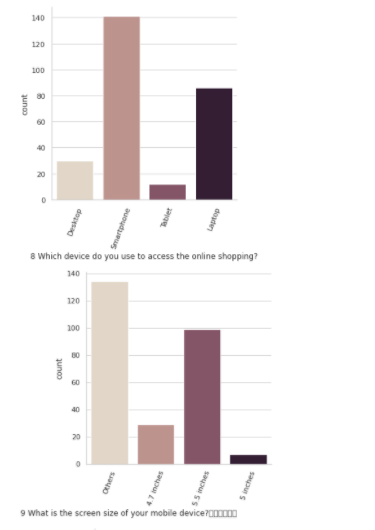 140
120
100
80
60
40
20
0
count
Desktop
Smartphone
Tablet
Laptop
8 Which device do you use to access the online shopping?
140
120
100
80
60
40
20
0
count
Others
4.7 inches
5.5 inches
5 inches
9 What is the screen size of your mobile device?